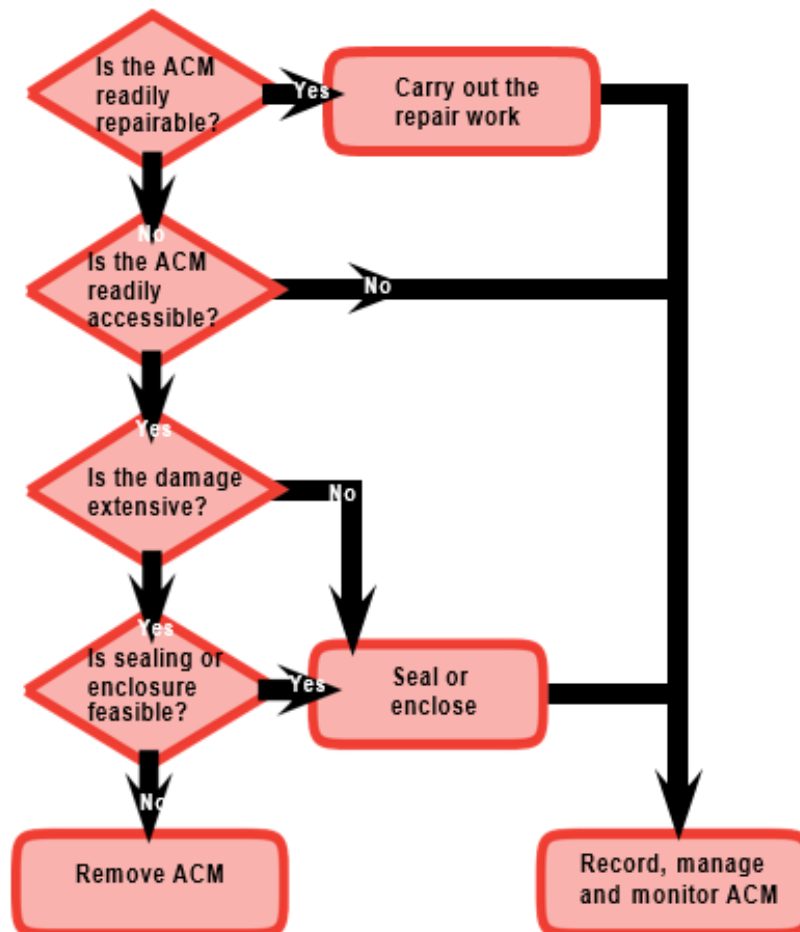 Is the ACM
readily
repairable?
Yes
Carry out the
repair work
No
Is the ACM
readily
accessible?
No
Yes
Is the damage
extensive?
No
Yes
Is sealing or
enclosure
feasible?
Yes
Seal or
enclose
No
Remove ACM
Record, manage
and monitor ACM